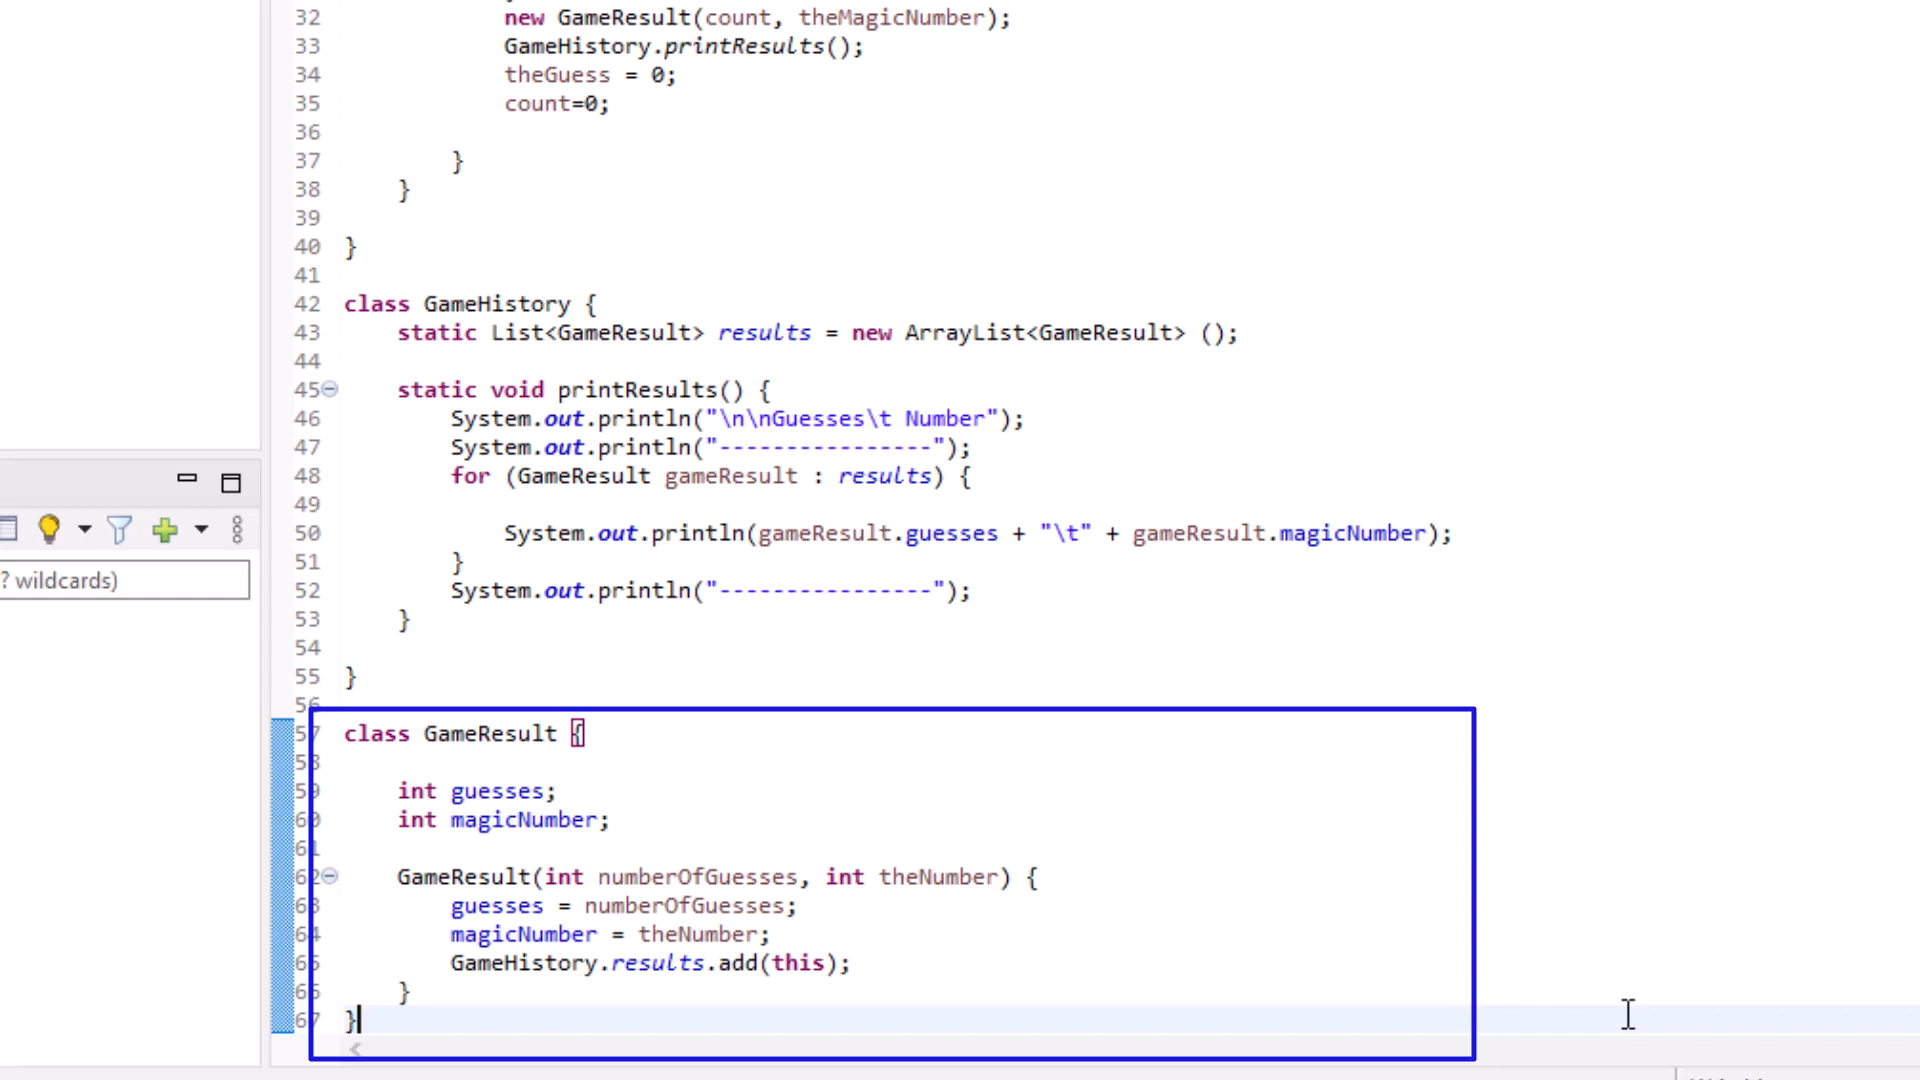 32 new GameResult(count, theMagicNumber);
33 GameHistory.printResults();
34 theGuess = 0;
35 count=0;
36
37 }
38 }
39
40 }
41
42 class GameHistory {
43 static List<GameResult> results = new ArrayList<GameResult> ();
44
45 static void printResults() {
46 System.out.println("\n\nGuesses\t Number");
47 System.out.println("----------------");
48 for (GameResult gameResult : results) {
49
50 System.out.println(gameResult.guesses + "\t" + gameResult.magicNumber);
51 }
52 System.out.println("----------------");
53 }
54
55 }
56
57 class GameResult {
58
59 int guesses;
60 int magicNumber;
61
62 GameResult(int numberOfGuesses, int theNumber) {
63 guesses = numberOfGuesses;
64 magicNumber = theNumber;
65 GameHistory.results.add(this);
66 }
67 }
? wildcards)